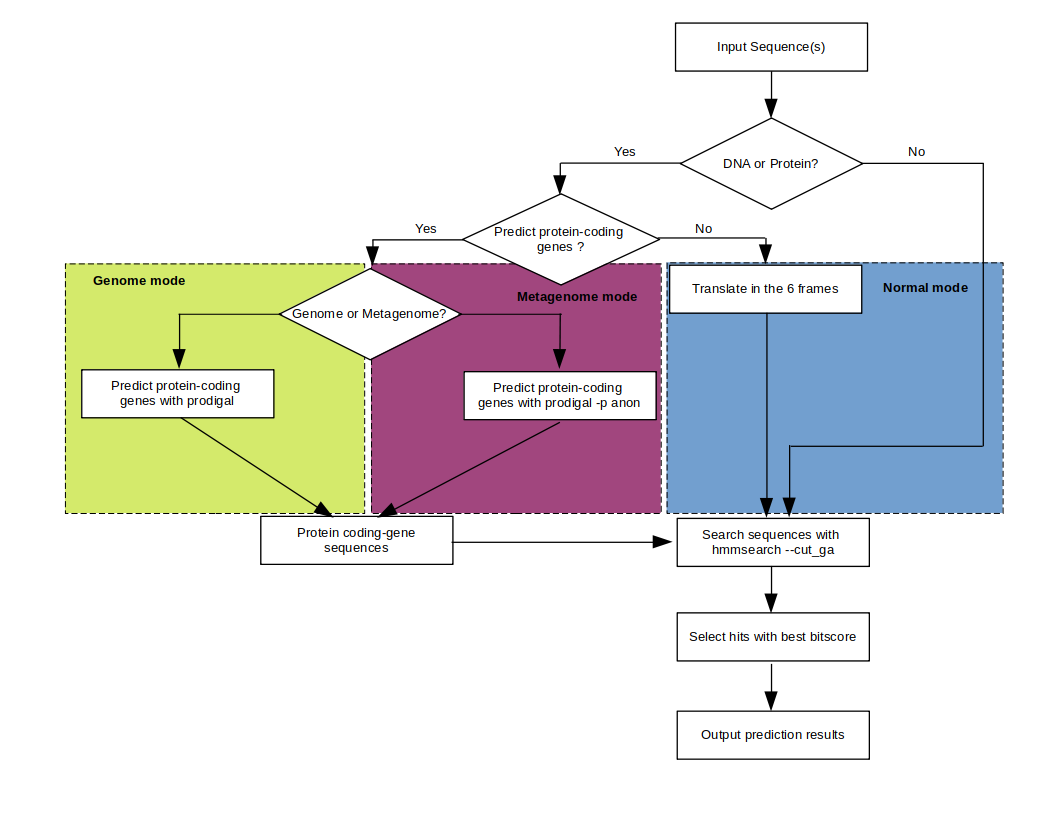 Input Sequence(s)
DNA or Protein?
Yes
No
Predict protein-coding
genes ?
Yes
No
Genome mode
Metagenome mode
Normal mode
Genome or Metagenome?
Translate in the 6 frames
Predict protein-coding
genes with prodigal
Predict protein-coding
genes with prodigal -p anon
Protein coding-gene
sequences
Search sequences with
hmmsearch --cut_ga
Select hits with best bitscore
Output prediction results